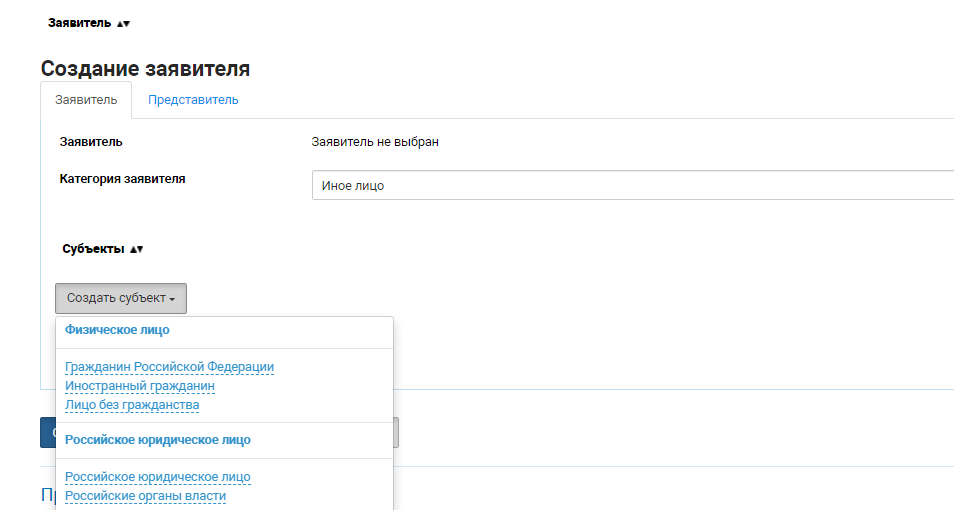 Заявитель ▲▼
Создание заявителя
Заявитель Представитель
Заявитель Заявитель не выбран
Категория заявителя Иное лицо
Субъекты ▲▼
Создать субъект
Физическое лицо
Гражданин Российской Федерации
Иностранный гражданин
Лицо без гражданства
Российское юридическое лицо
Российское юридическое лицо
Российские органы власти